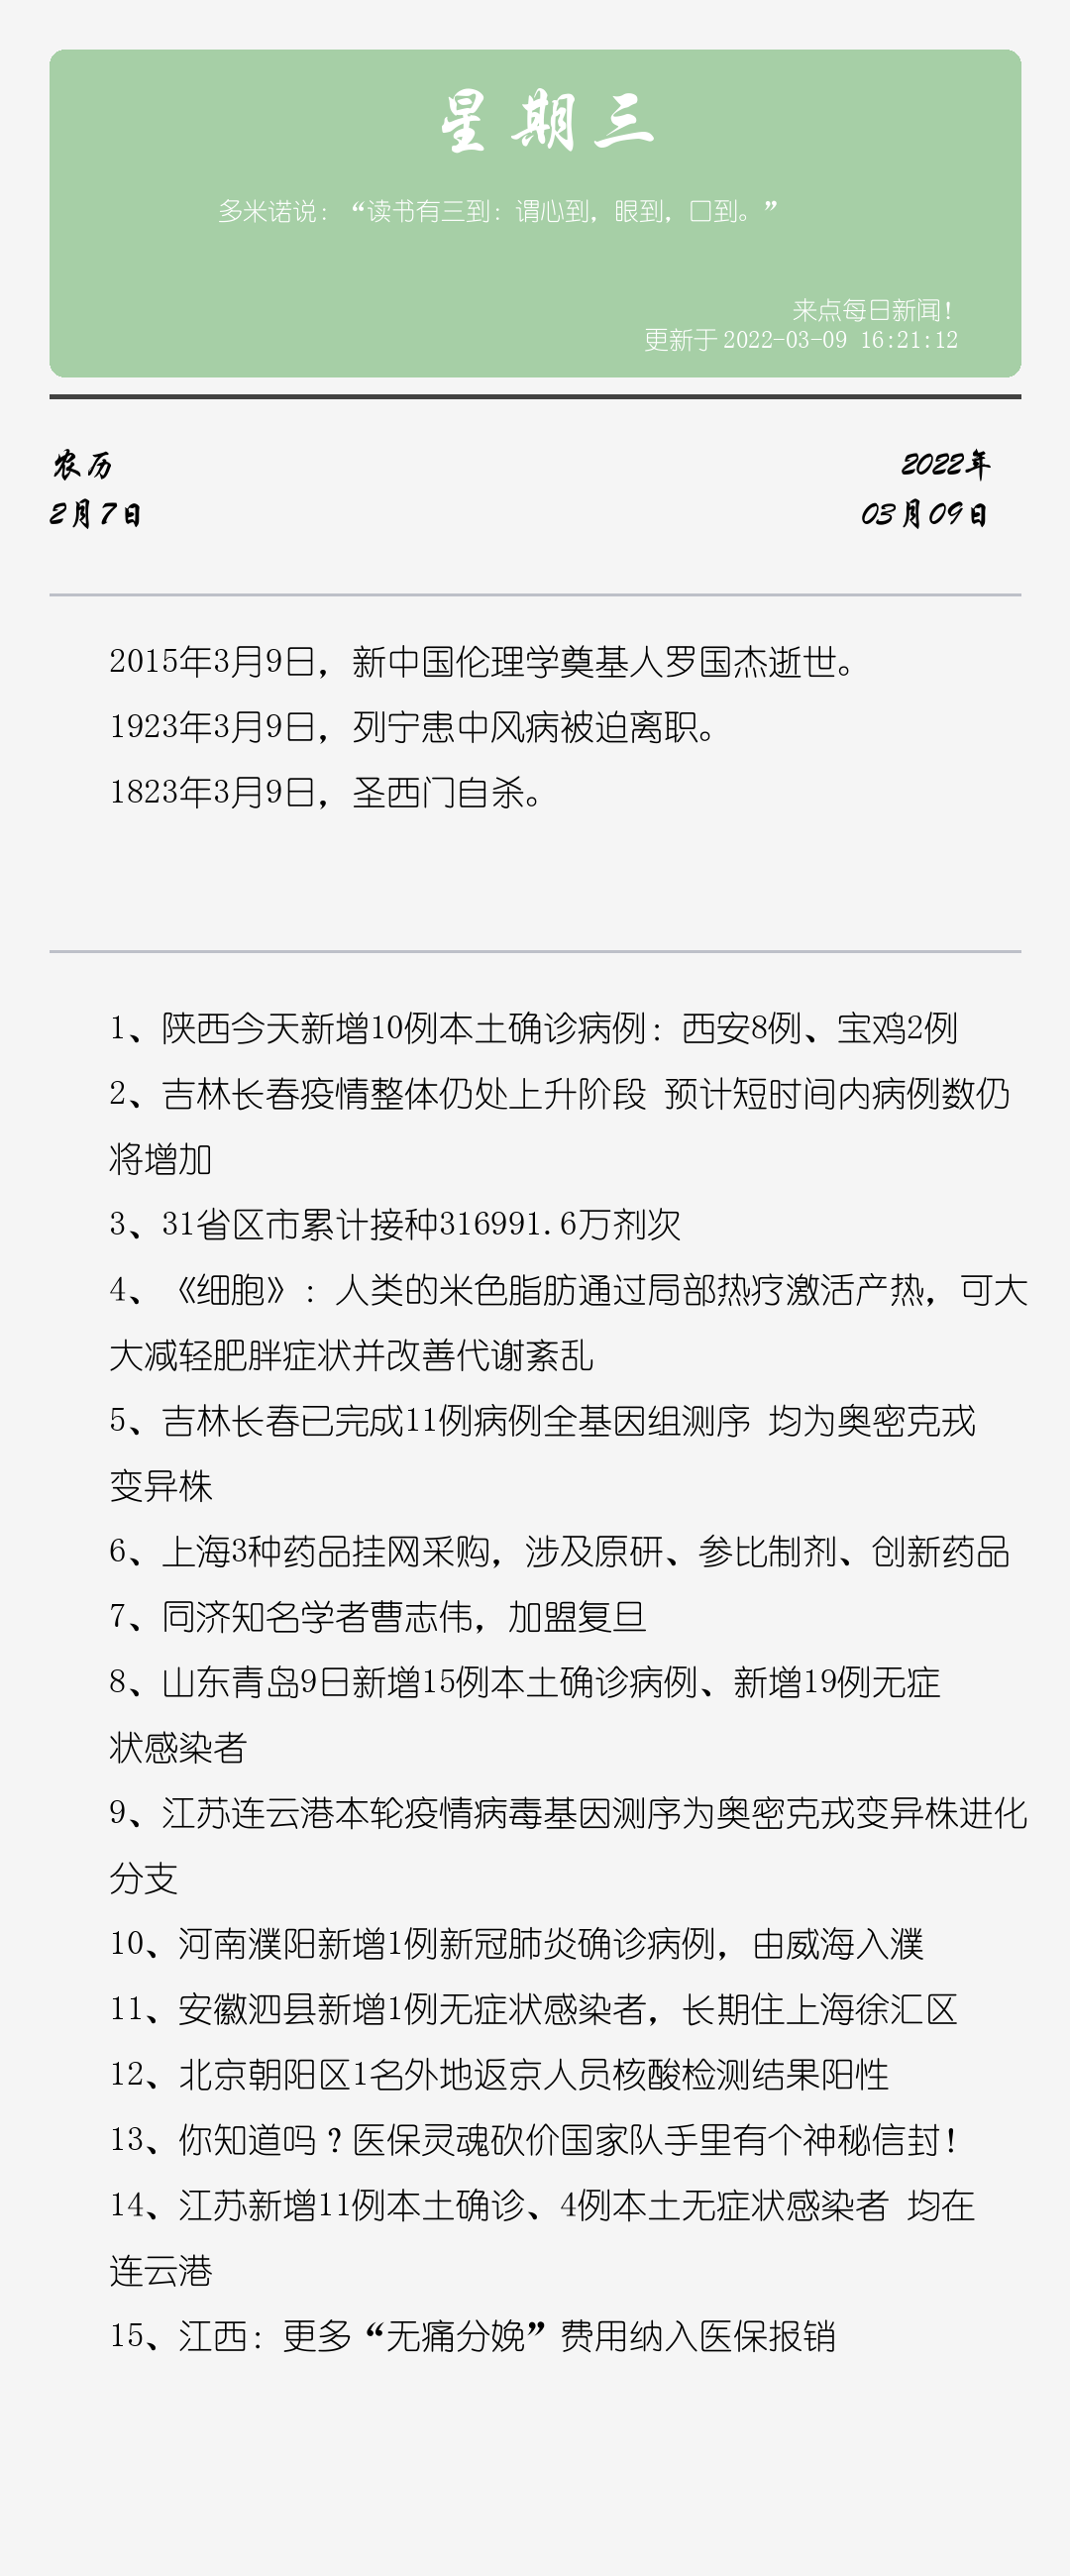 星期三
多米诺说：“读书有三到：谓心到，眼到，口到。”
来点每日新闻！
更新于 2022-03-09 16:21:12
农历
2月7日
2022年
03月09日
2015年3月9日，新中国伦理学奠基人罗国杰逝世。
1923年3月9日，列宁患中风病被迫离职。
1823年3月9日，圣西门自杀。
1、陕西今天新增10例本土确诊病例：西安8例、宝鸡2例
2、吉林长春疫情整体仍处上升阶段 预计短时间内病例数仍
将增加
3、31省区市累计接种316991.6万剂次
4、《细胞》：人类的米色脂肪通过局部热疗激活产热，可大
大减轻肥胖症状并改善代谢紊乱
5、吉林长春已完成11例病例全基因组测序 均为奥密克戎
变异株
6、上海3种药品挂网采购，涉及原研、参比制剂、创新药品
7、同济知名学者曹志伟，加盟复旦
8、山东青岛9日新增15例本土确诊病例、新增19例无症
状感染者
9、江苏连云港本轮疫情病毒基因测序为奥密克戎变异株进化
分支
10、河南濮阳新增1例新冠肺炎确诊病例，由威海入濮
11、安徽泗县新增1例无症状感染者，长期住上海徐汇区
12、北京朝阳区1名外地返京人员核酸检测结果阳性
13、你知道吗？医保灵魂砍价国家队手里有个神秘信封！
14、江苏新增11例本土确诊、4例本土无症状感染者 均在
连云港
15、江西：更多“无痛分娩”费用纳入医保报销